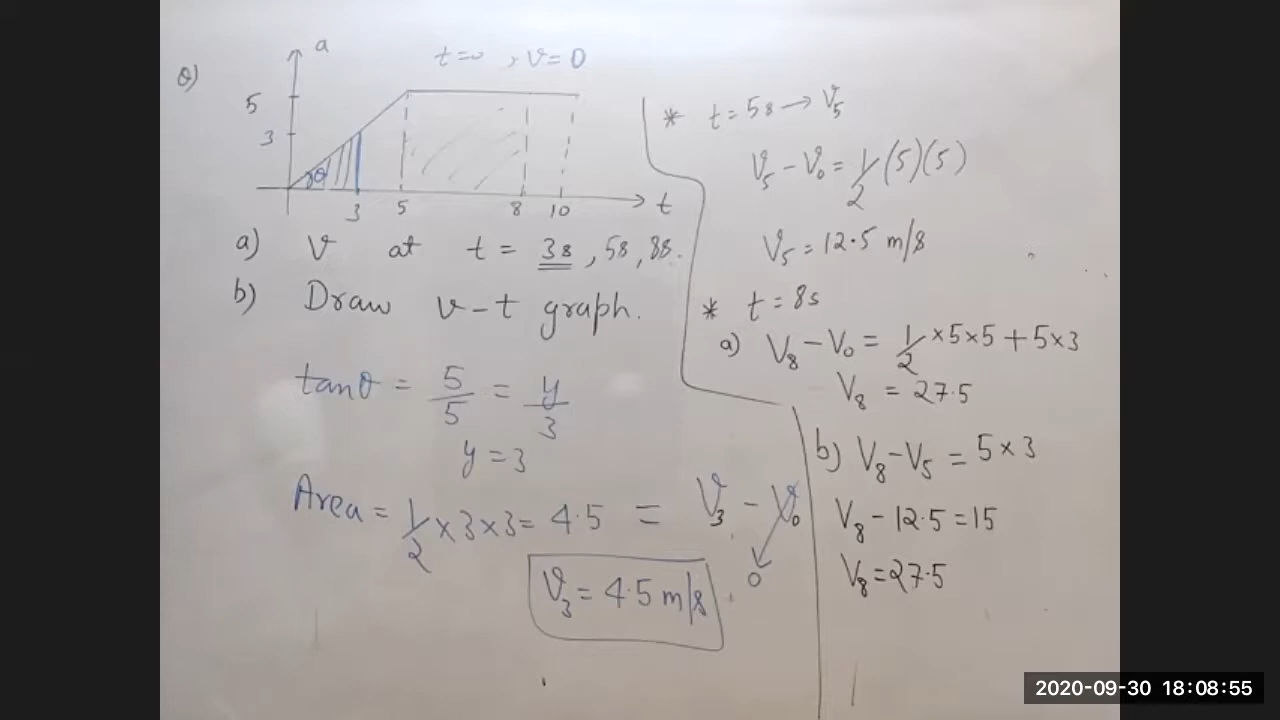 Q)
a
t=0 , v=0
5
3
θ
3 5 8 10 t
a) v at t = 3s , 5s , 8s.
b) Draw v-t graph.
tanθ = 5/5 = y/3
y = 3
Area = 1/2 × 3 × 3 = 4.5 = v₃ - v₀
0
v₃ = 4.5 m/s
* t = 5s → v₅
v₅ - v₀ = 1/2 (5)(5)
v₅ = 12.5 m/s
* t = 8s
a) V₈ - V₀ = 1/2 ×5×5 + 5×3
V₈ = 27.5
b) V₈ - V₅ = 5×3
V₈ - 12.5 = 15
V₈ = 27.5
2020-09-30 18:08:55